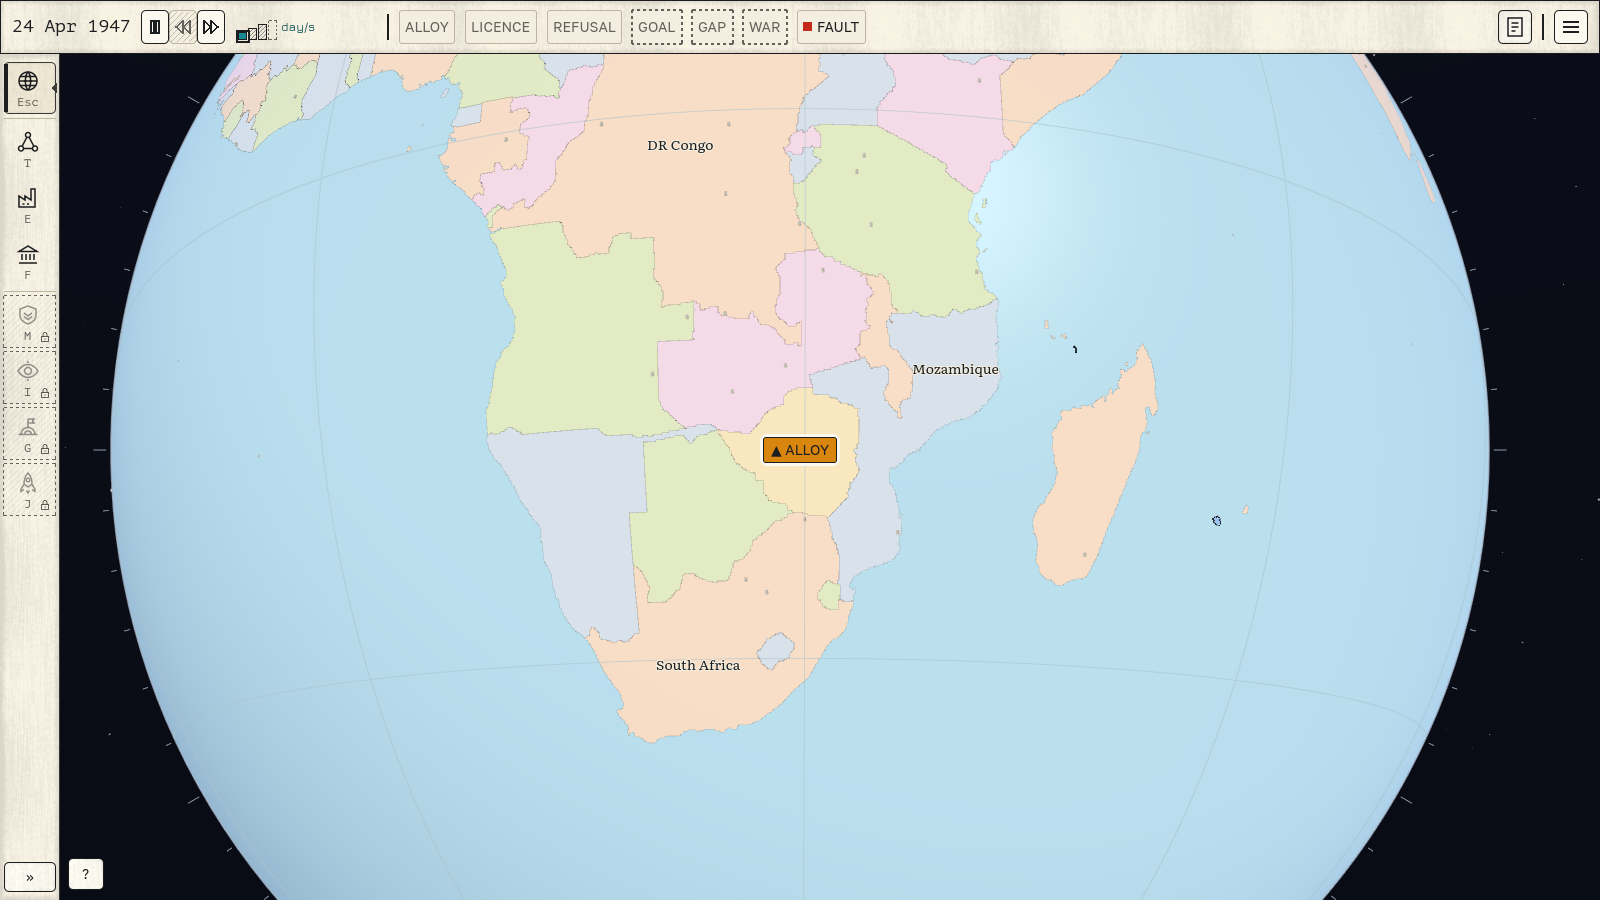 24 Apr 1947
day/s
ALLOY
LICENCE
REFUSAL
GOAL
GAP
WAR
FAULT
Esc
T
E
F
M
I
G
J
»
?
DR Congo
Mozambique
▲ ALLOY
South Africa